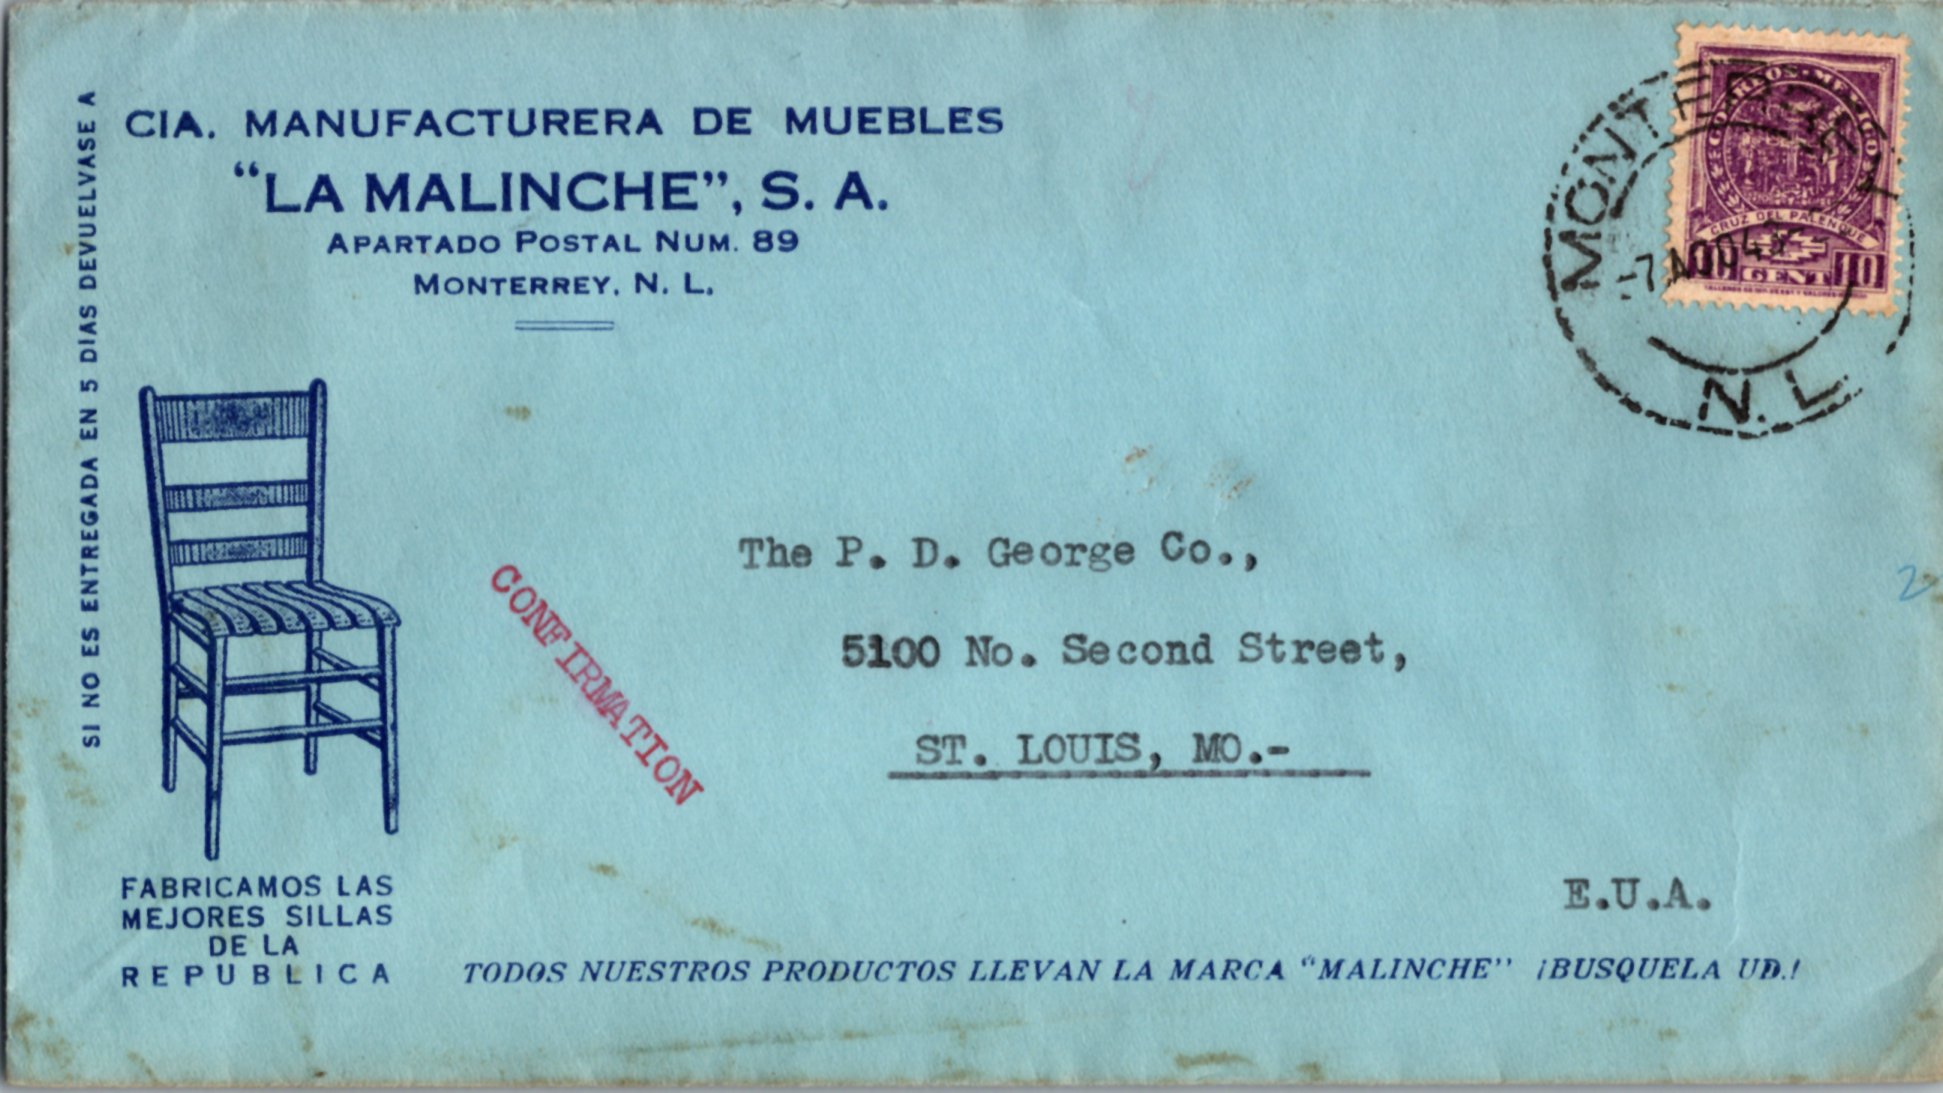 SI NO ES ENTREGADA EN 5 DIAS DEVUELVASE A
CIA. MANUFACTURERA DE MUEBLES
"LA MALINCHE", S. A.
APARTADO POSTAL NUM. 89
MONTERREY, N. L.
CORREOS MEXICO
CRUZ DEL PALENQUE
10 CENT 10
MONTERREY
N. L.
The P. D. George Co.,
5100 No. Second Street,
ST. LOUIS, MO.-
E.U.A.
CONFIRMATION
FABRICAMOS LAS
MEJORES SILLAS
DE LA
REPUBLICA
TODOS NUESTROS PRODUCTOS LLEVAN LA MARCA "MALINCHE" ¡BUSQUELA UD.!
2